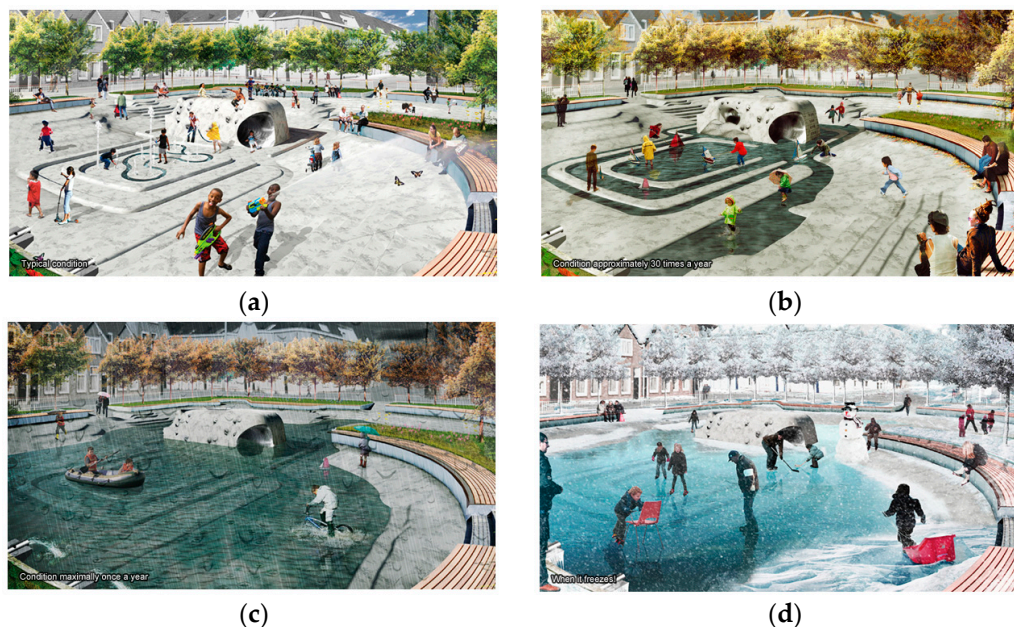 Typical condition
Condition approximately 30 times a year
(a)
(b)
Condition maximally once a year
When it freezes!
(c)
(d)